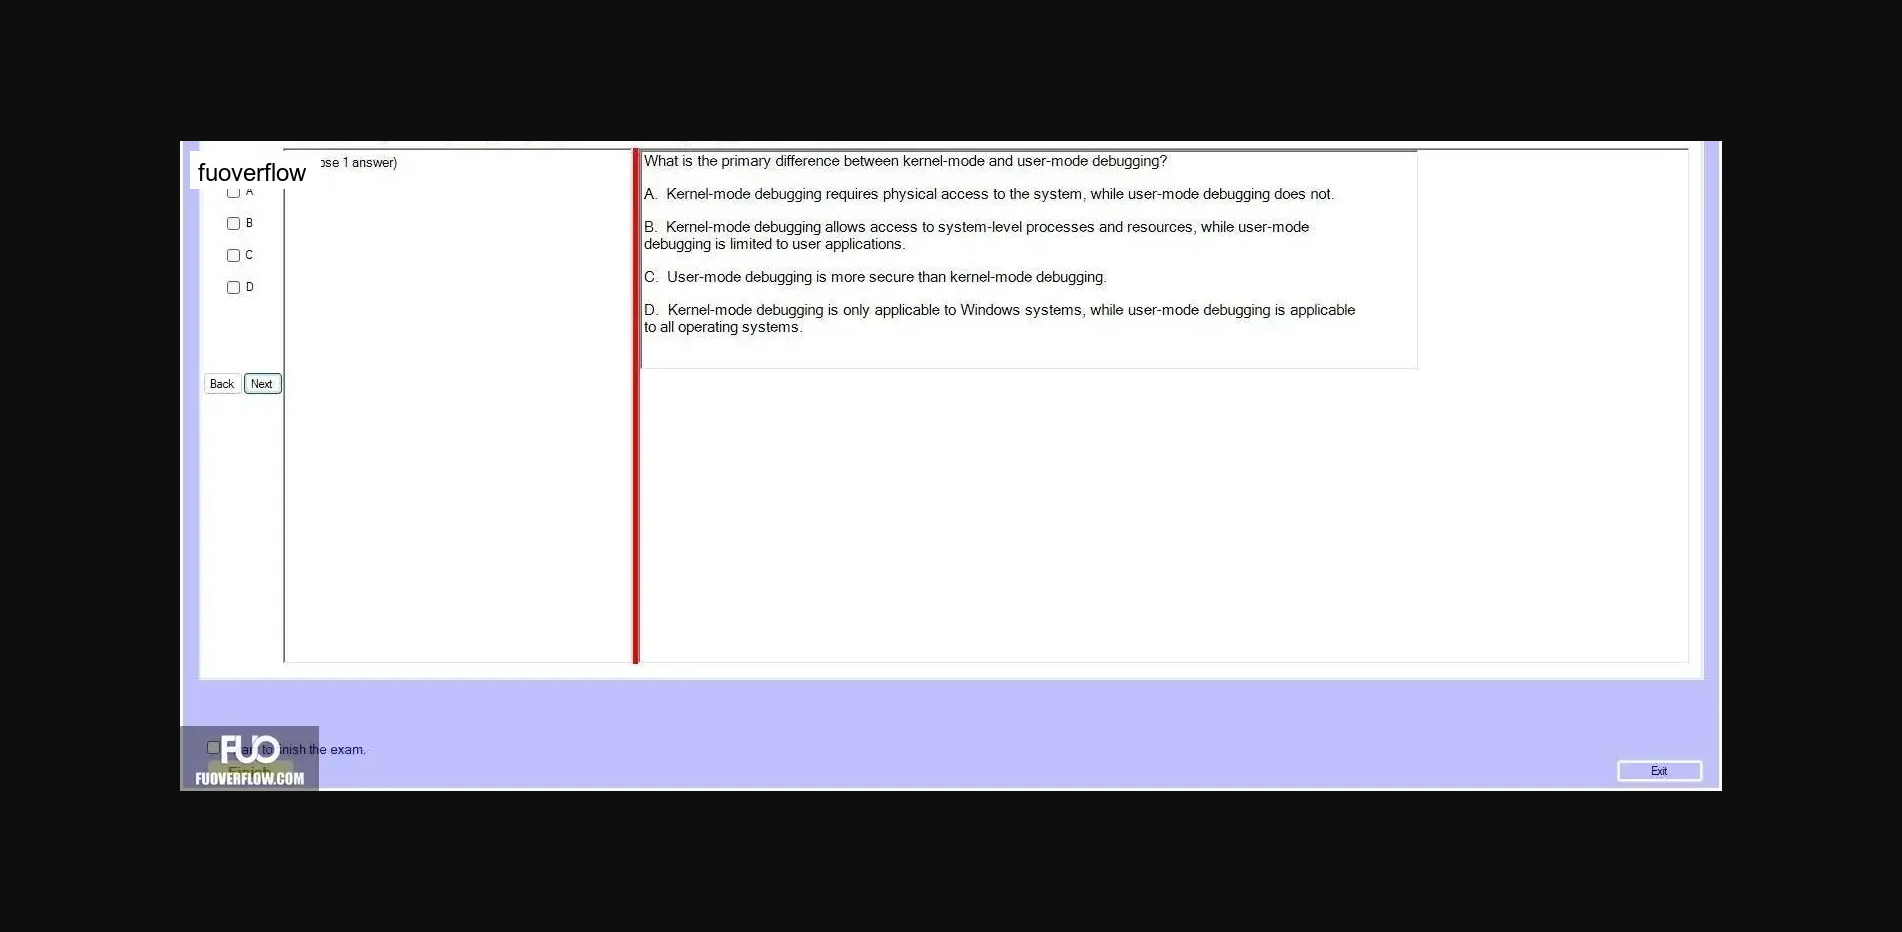 fuoverflow
ose 1 answer)
A
B
C
D
Back Next
What is the primary difference between kernel-mode and user-mode debugging?
A. Kernel-mode debugging requires physical access to the system, while user-mode debugging does not.
B. Kernel-mode debugging allows access to system-level processes and resources, while user-mode
debugging is limited to user applications.
C. User-mode debugging is more secure than kernel-mode debugging.
D. Kernel-mode debugging is only applicable to Windows systems, while user-mode debugging is applicable
to all operating systems.
FUO
to finish the exam.
Finish
FUOVERFLOW.COM
Exit